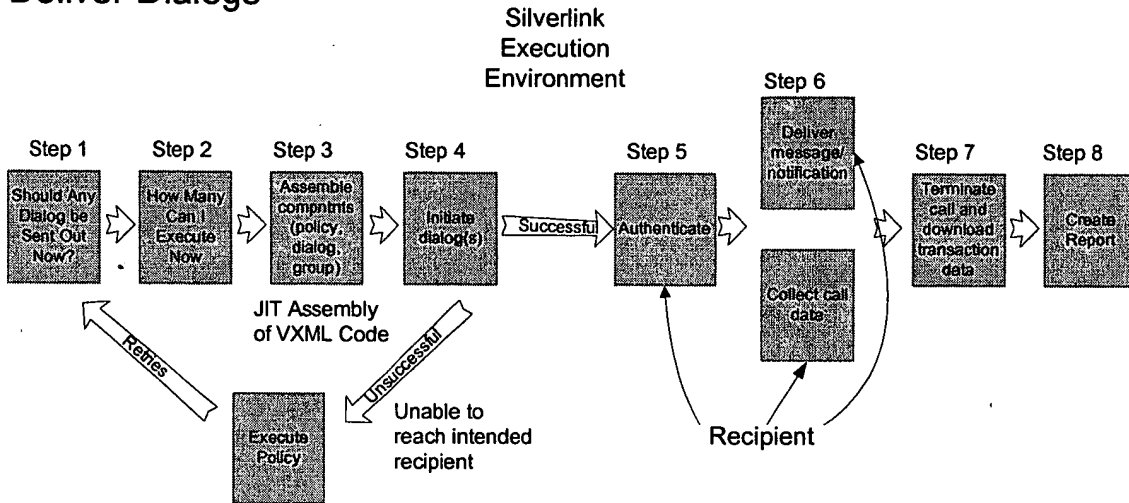 Deliver Dialogs
Silverlink
Execution
Environment
Step 1
Should Any
Dialog be
Sent Out
Now?
Step 2
How Many
Can I
Execute
Now
Step 3
Assemble
compntnts
(policy,
dialog,
group)
JIT Assembly
of VXML Code
Step 4
Initiate
dialog(s)
Successful
Step 5
Authenticate
Step 6
Deliver
message/
notification
Collect call
data
Step 7
Terminate
call and
download
transaction
data
Step 8
Create
Report
Retries
Unsuccessful
Execute
Policy
Unable to
reach intended
recipient
Recipient